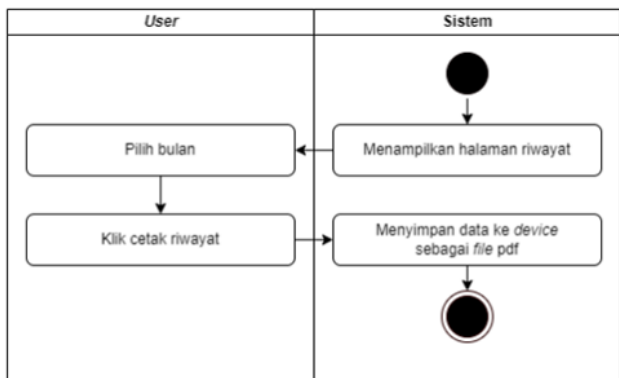 User
Sistem
Menampilkan halaman riwayat
Pilih bulan
Klik cetak riwayat
Menyimpan data ke device
sebagai file pdf